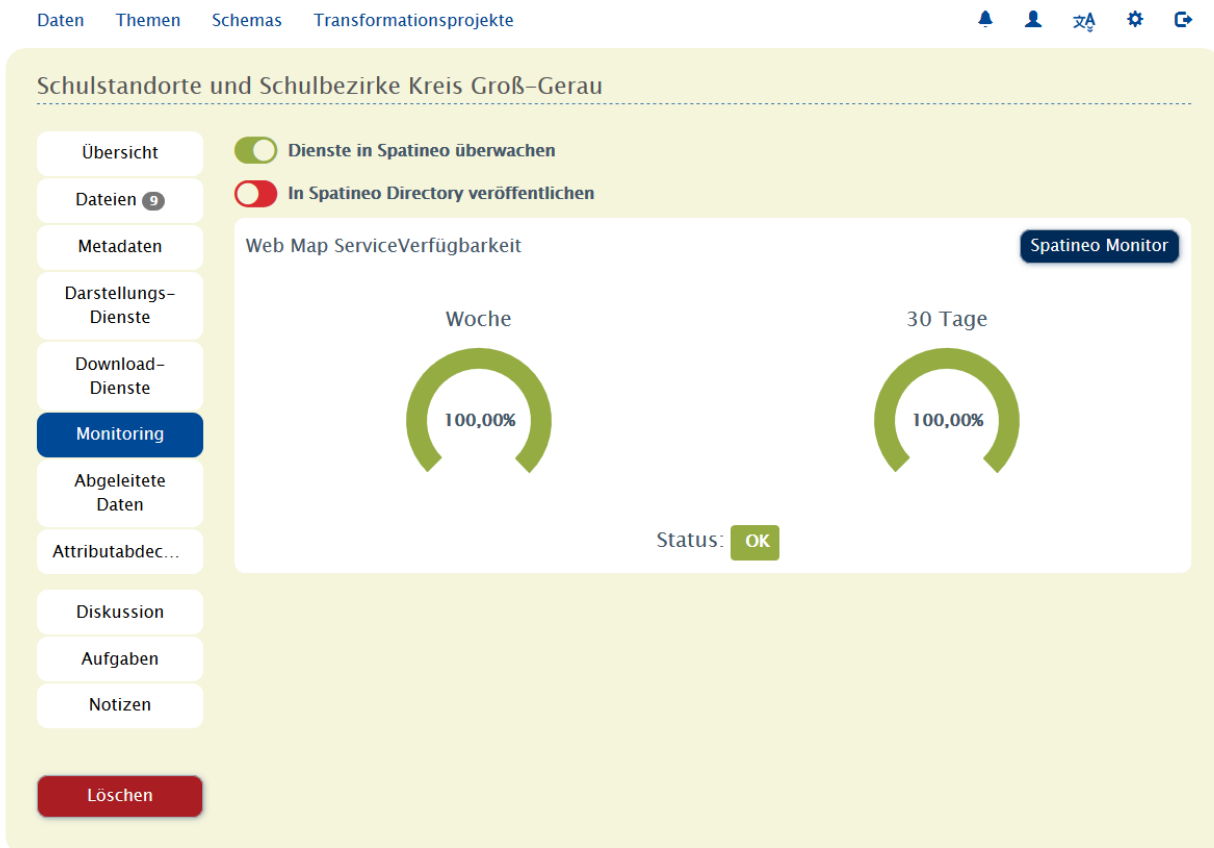 Daten Themen Schemas Transformationsprojekte
Schulstandorte und Schulbezirke Kreis Groß-Gerau
Übersicht
Dateien 9
Metadaten
Darstellungs-
Dienste
Download-
Dienste
Monitoring
Abgeleitete
Daten
Attributabdec...
Diskussion
Aufgaben
Notizen
Löschen
Dienste in Spatineo überwachen
In Spatineo Directory veröffentlichen
Web Map ServiceVerfügbarkeit
Spatineo Monitor
Woche
100,00%
30 Tage
100,00%
Status: OK